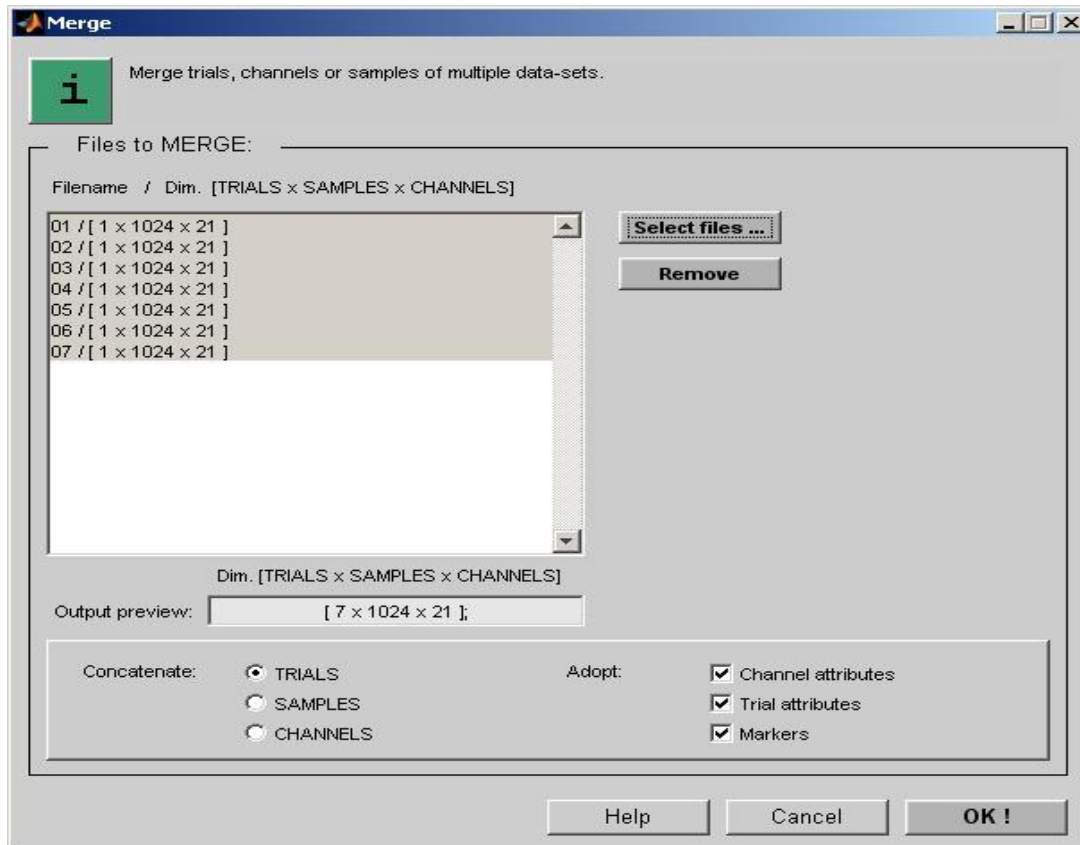 Merge
i
Merge trials, channels or samples of multiple data-sets.
Files to MERGE:
Filename / Dim. [TRIALS x SAMPLES x CHANNELS]
01 / [ 1 x 1024 x 21 ]
02 / [ 1 x 1024 x 21 ]
03 / [ 1 x 1024 x 21 ]
04 / [ 1 x 1024 x 21 ]
05 / [ 1 x 1024 x 21 ]
06 / [ 1 x 1024 x 21 ]
07 / [ 1 x 1024 x 21 ]
Select files ...
Remove
Dim. [TRIALS x SAMPLES x CHANNELS]
Output preview: [ 7 x 1024 x 21 ];
Concatenate: TRIALS
SAMPLES
CHANNELS
Adopt: Channel attributes
Trial attributes
Markers
Help
Cancel
OK !